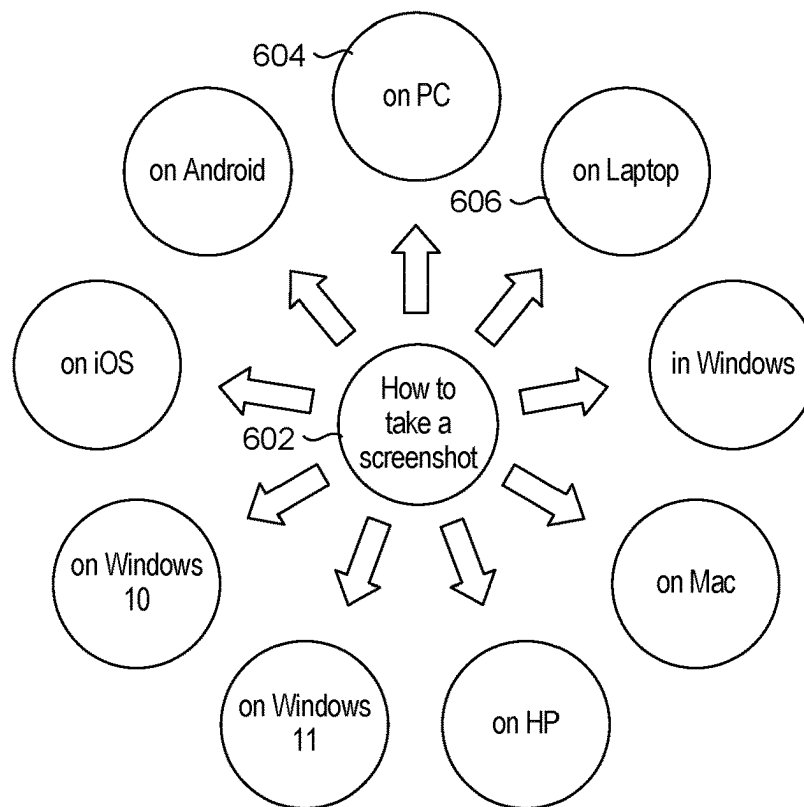 604
on PC
on Android
on Laptop
606
on iOS
in Windows
How to
take a
screenshot
602
on Windows
10
on Mac
on Windows
11
on HP